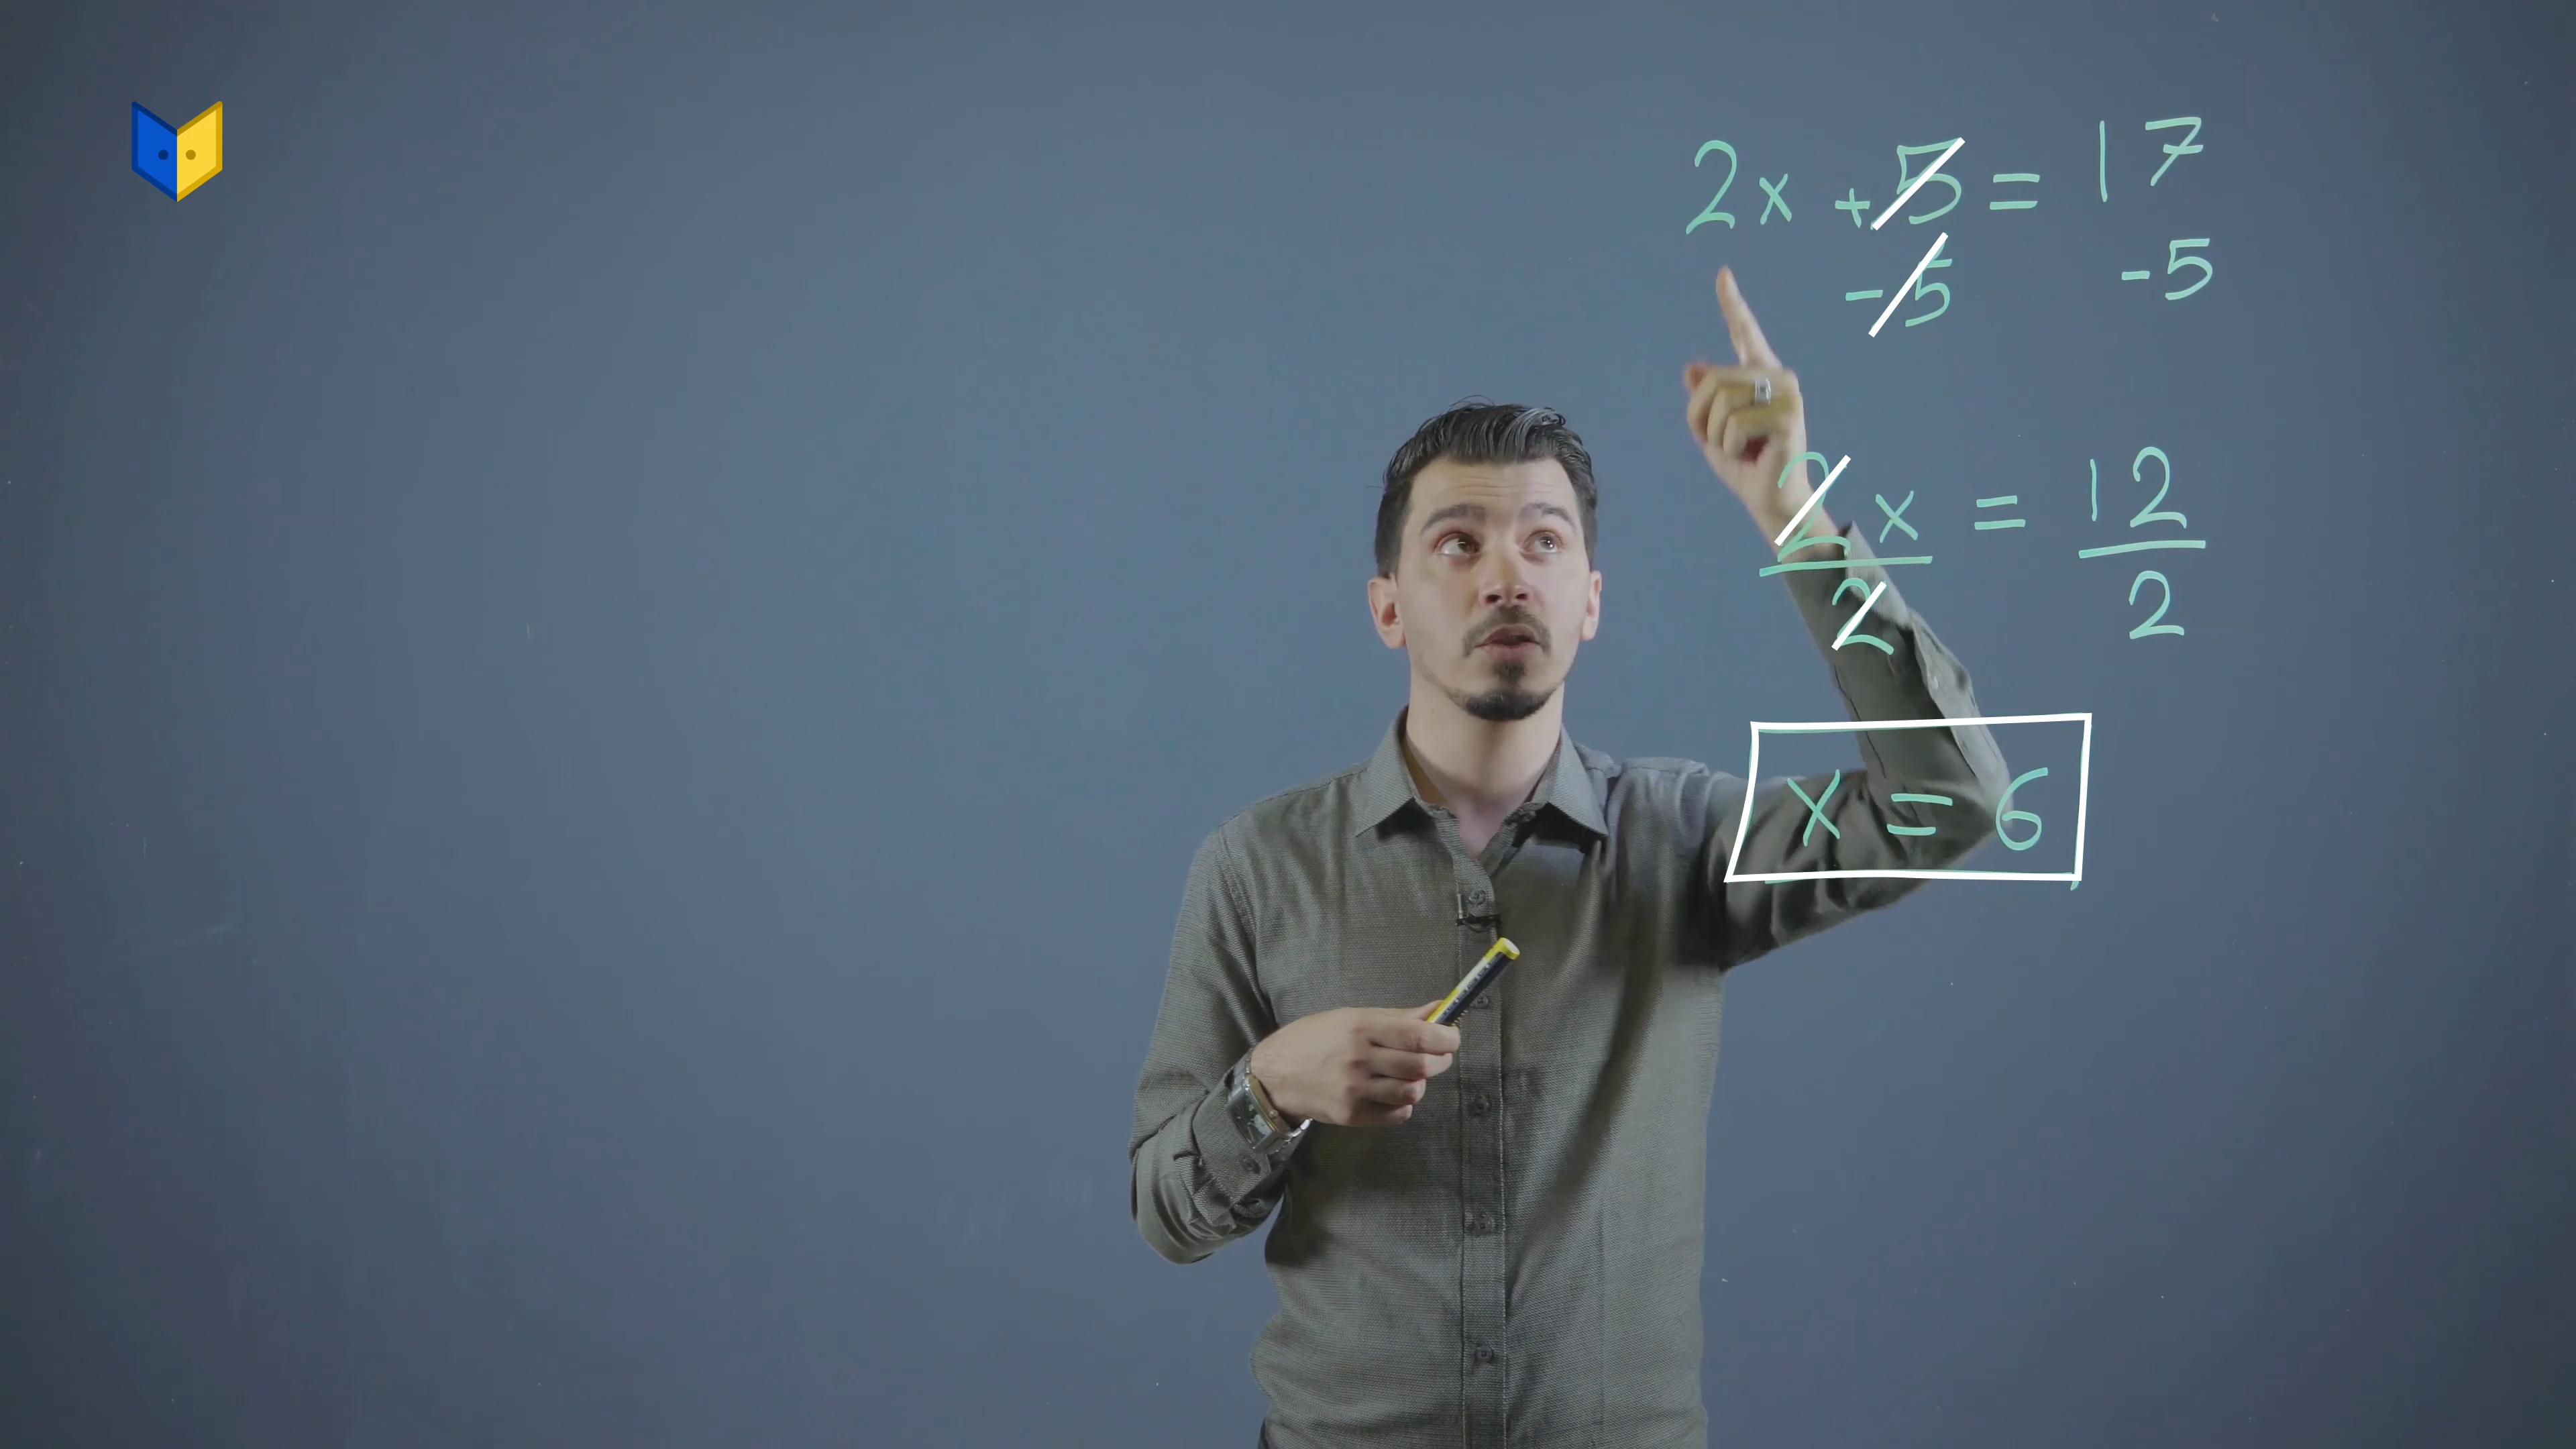 2x + 5 = 17
-5 -5
2x = 12
2 2
x = 6